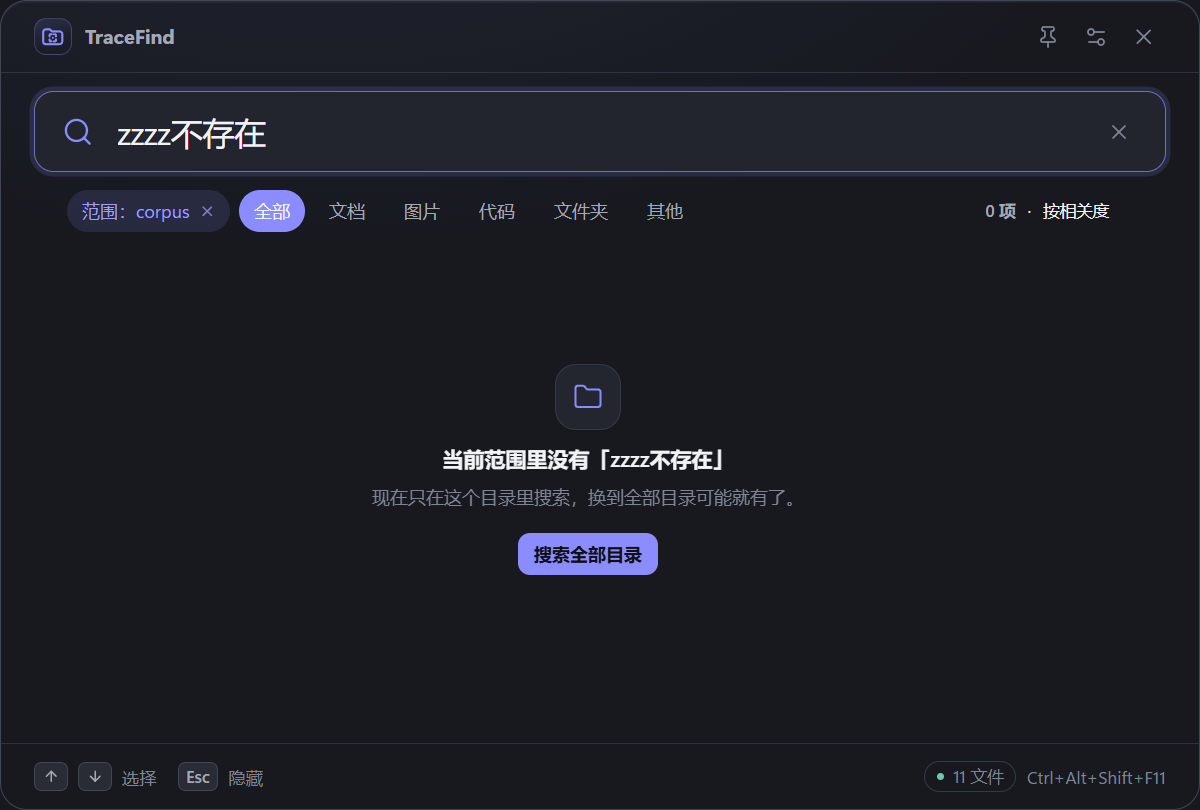 TraceFind
zzzz不存在
范围：corpus 全部 文档 图片 代码 文件夹 其他 0 项 · 按相关度
当前范围里没有「zzzz不存在」
现在只在这个目录里搜索，换到全部目录可能就有了。
搜索全部目录
↑ ↓ 选择 Esc 隐藏 11 文件 Ctrl+Alt+Shift+F11